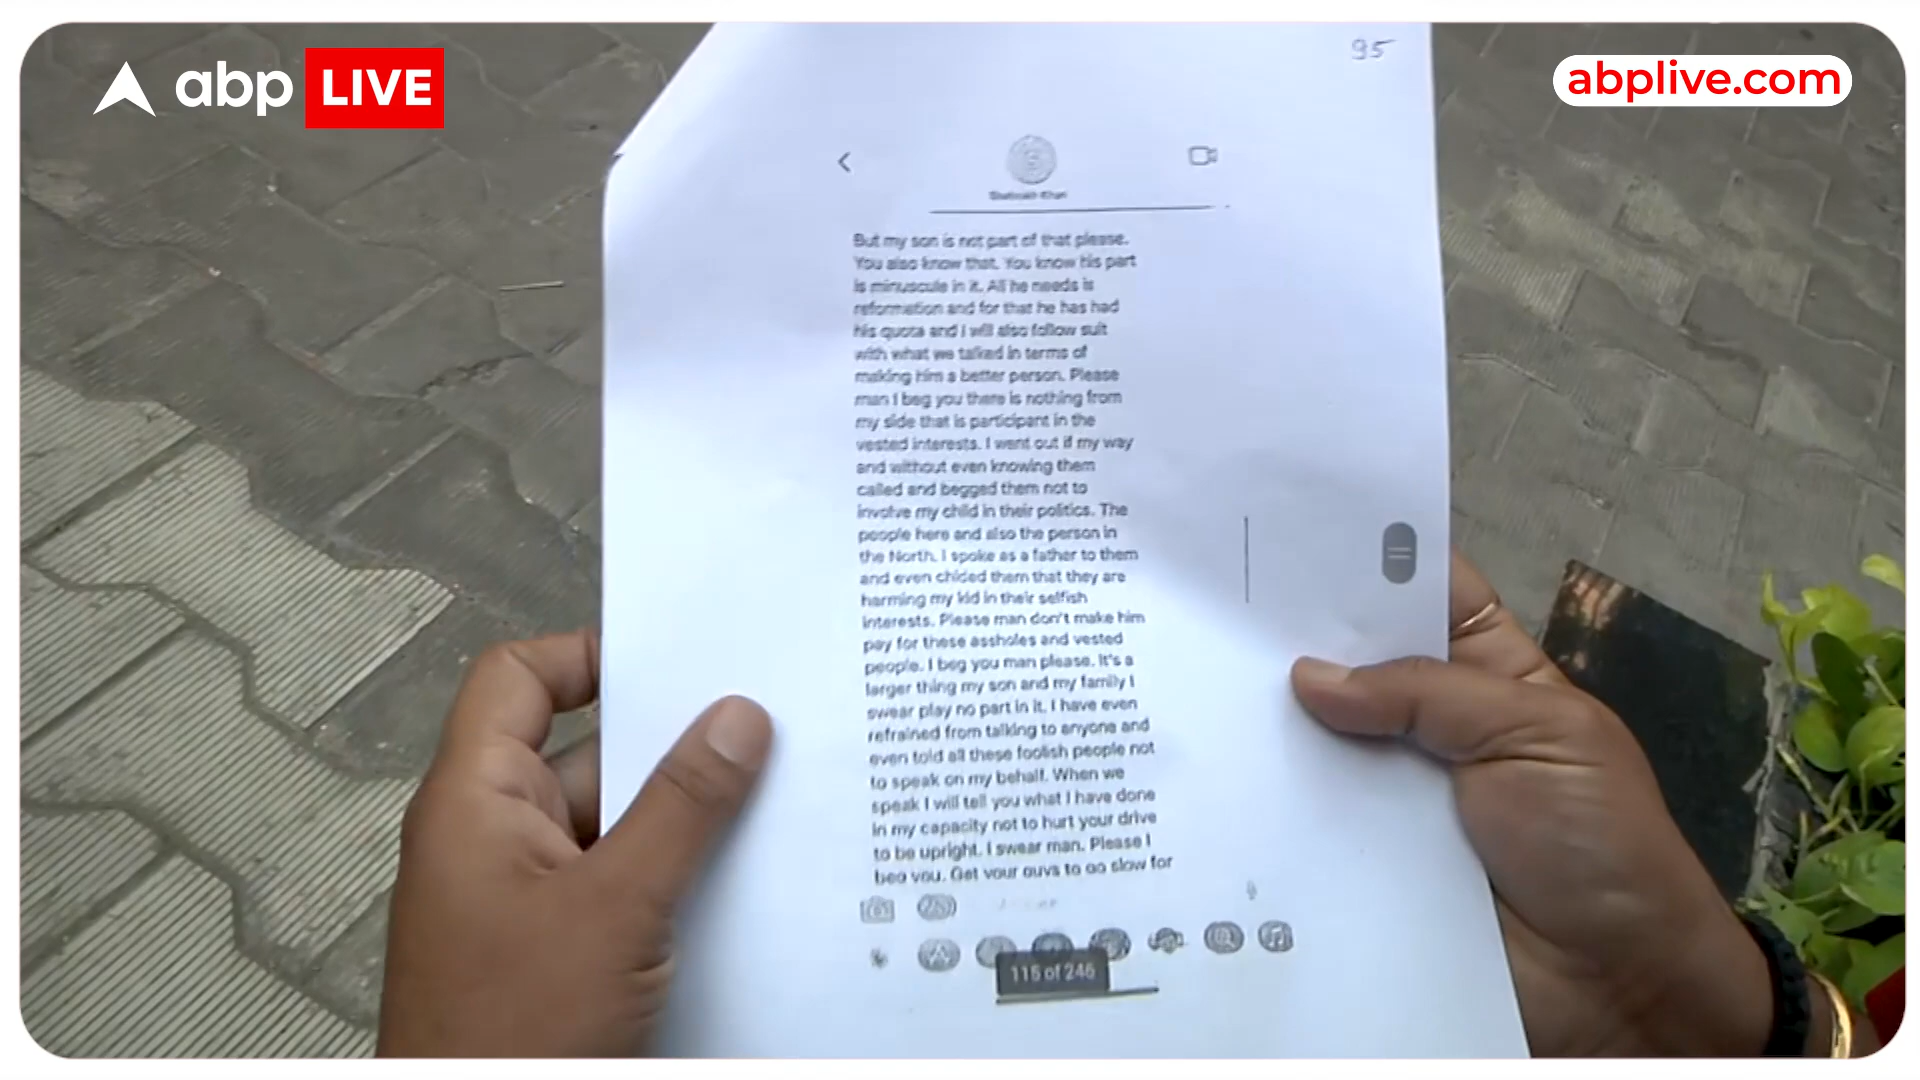 abp LIVE
abplive.com
95
Shahrukh Khan
But my son is not part of that please.
You also know that. You know his part
is minuscule in it. All he needs is
reformation and for that he has had
his quota and I will also follow suit
with what we talked in terms of
making him a better person. Please
man I beg you there is nothing from
my side that is participant in the
vested interests. I went out if my way
and without even knowing them
called and begged them not to
involve my child in their politics. The
people here and also the person in
the North. I spoke as a father to them
and even chided them that they are
harming my kid in their selfish
interests. Please man don't make him
pay for these assholes and vested
people. I beg you man please. It's a
larger thing my son and my family I
swear play no part in it. I have even
refrained from talking to anyone and
even told all these foolish people not
to speak on my behalf. When we
speak I will tell you what I have done
in my capacity not to hurt your drive
to be upright. I swear man. Please I
beg you. Get your guys to go slow for
115 of 246